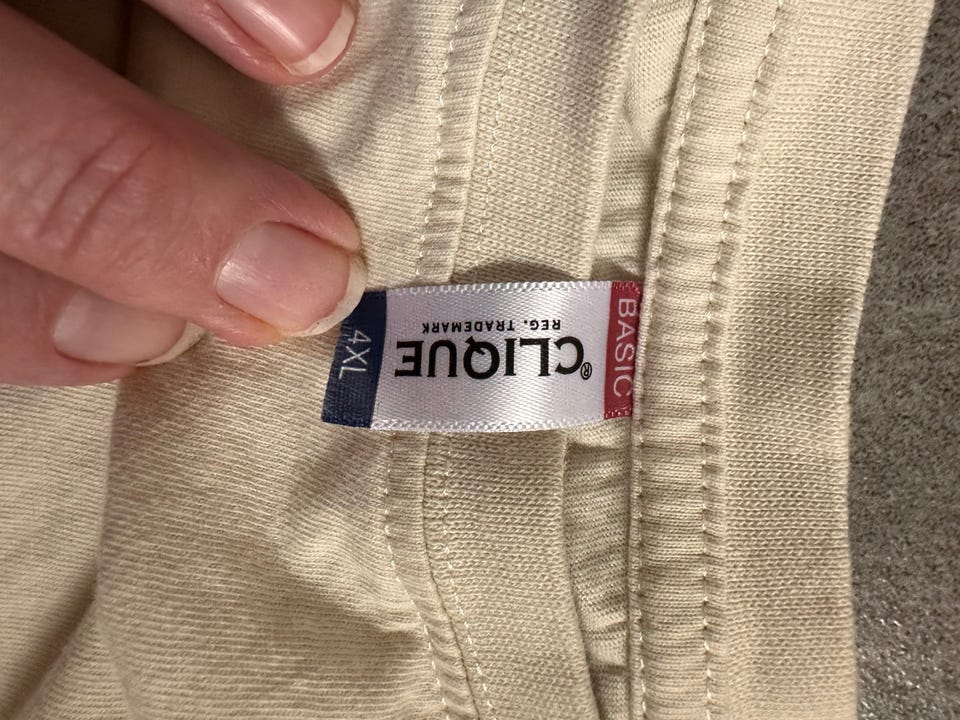 BASIC
CLIQUE®
REG. TRADEMARK
4XL